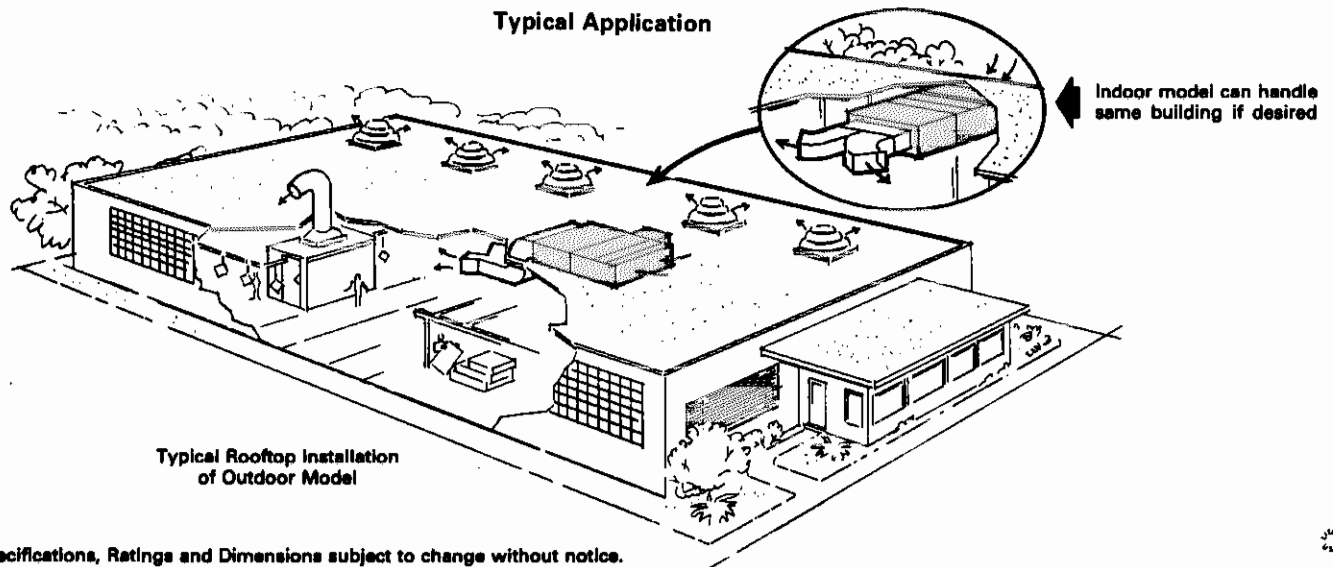 Typical Application
Indoor model can handle
same building if desired
Typical Rooftop Installation
of Outdoor Model
ecifications, Ratings and Dimensions subject to change without notice.